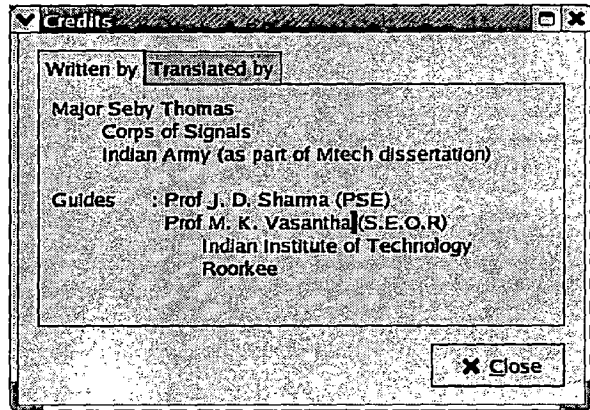 Credits
Written by Translated by
Major Seby Thomas
Corps of Signals
Indian Army (as part of Mtech dissertation)
Guides : Prof J. D. Sharma (PSE)
Prof M. K. Vasantha (S.E.O.R)
Indian Institute of Technology
Roorkee
Close